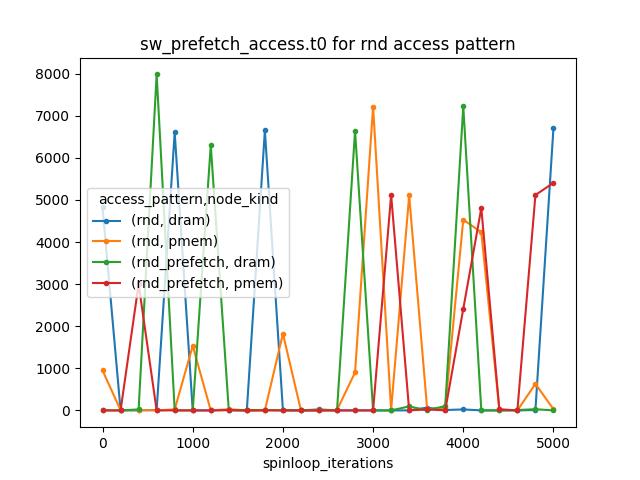 sw_prefetch_access.t0 for rnd access pattern
8000
7000
6000
5000
4000
3000
2000
1000
0
access_pattern,node_kind
(rnd, dram)
(rnd, pmem)
(rnd_prefetch, dram)
(rnd_prefetch, pmem)
0 1000 2000 3000 4000 5000
spinloop_iterations